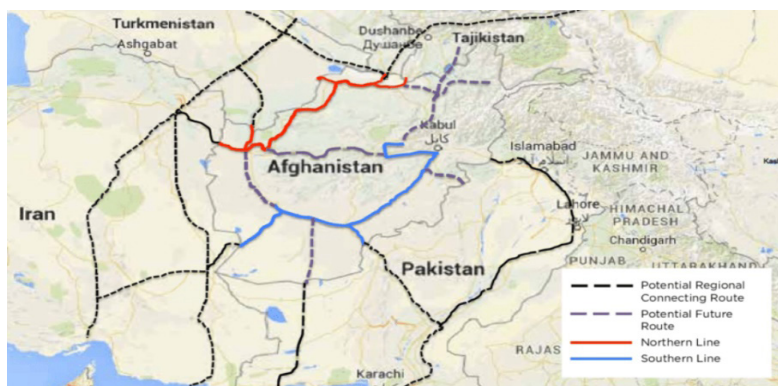 Turkmenistan
Ashgabat
Dushanbe
Душанбе
Tajikistan
Kabul
کابل
Islamabad
اسلام آباد
JAMMU AND
KASHMIR
Afghanistan
Iran
Lahore
HIMACHAL
PRADESH
Chandigarh
PUNJAB
UTTARAKHAND
Pakistan
RAJAS
Karachi
Potential Regional
Connecting Route
Potential Future
Route
Northern Line
Southern Line